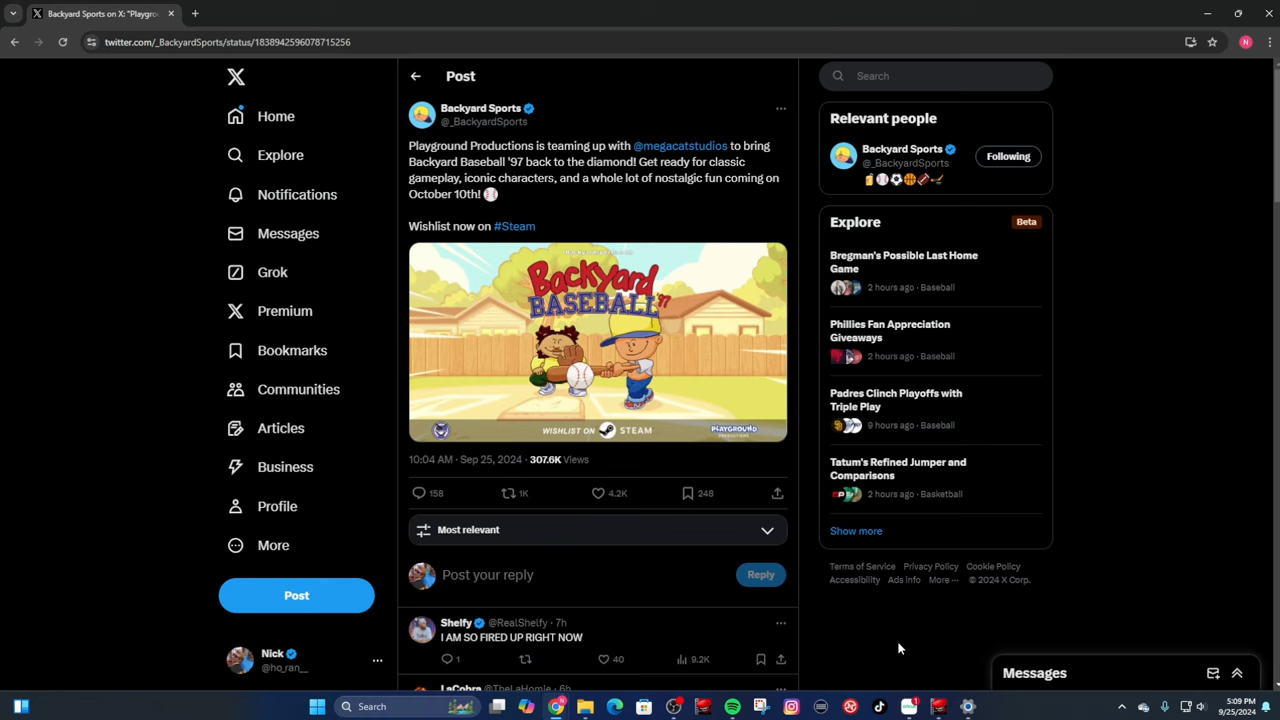 Backyard Sports on X: "Playgro
twitter.com/_BackyardSports/status/1838942596078715256
N
Home
Explore
Notifications
Messages
Grok
Premium
Bookmarks
Communities
Articles
Business
Profile
More
Post
Nick
@ho_ran__
Post
Backyard Sports
@_BackyardSports
Playground Productions is teaming up with @megacatstudios to bring
Backyard Baseball '97 back to the diamond! Get ready for classic
gameplay, iconic characters, and a whole lot of nostalgic fun coming on
October 10th! ⚾
Wishlist now on #Steam
Backyard
BASEBALL '97
WISHLIST ON STEAM
PLAYGROUND
PRODUCTIONS
10:04 AM · Sep 25, 2024 · 307.6K Views
158 1K 4.2K 248
Most relevant
Post your reply
Reply
Shelfy @RealShelfy · 7h
I AM SO FIRED UP RIGHT NOW
1 40 9.2K
LaCobra @TheLaHomie · 6h
Search
Relevant people
Backyard Sports
@_BackyardSports
Following
Explore
Beta
Bregman's Possible Last Home
Game
2 hours ago · Baseball
Phillies Fan Appreciation
Giveaways
2 hours ago · Baseball
Padres Clinch Playoffs with
Triple Play
9 hours ago · Baseball
Tatum's Refined Jumper and
Comparisons
2 hours ago · Basketball
Show more
Terms of Service Privacy Policy Cookie Policy
Accessibility Ads info More ··· © 2024 X Corp.
Messages
Search
5:09 PM
9/25/2024